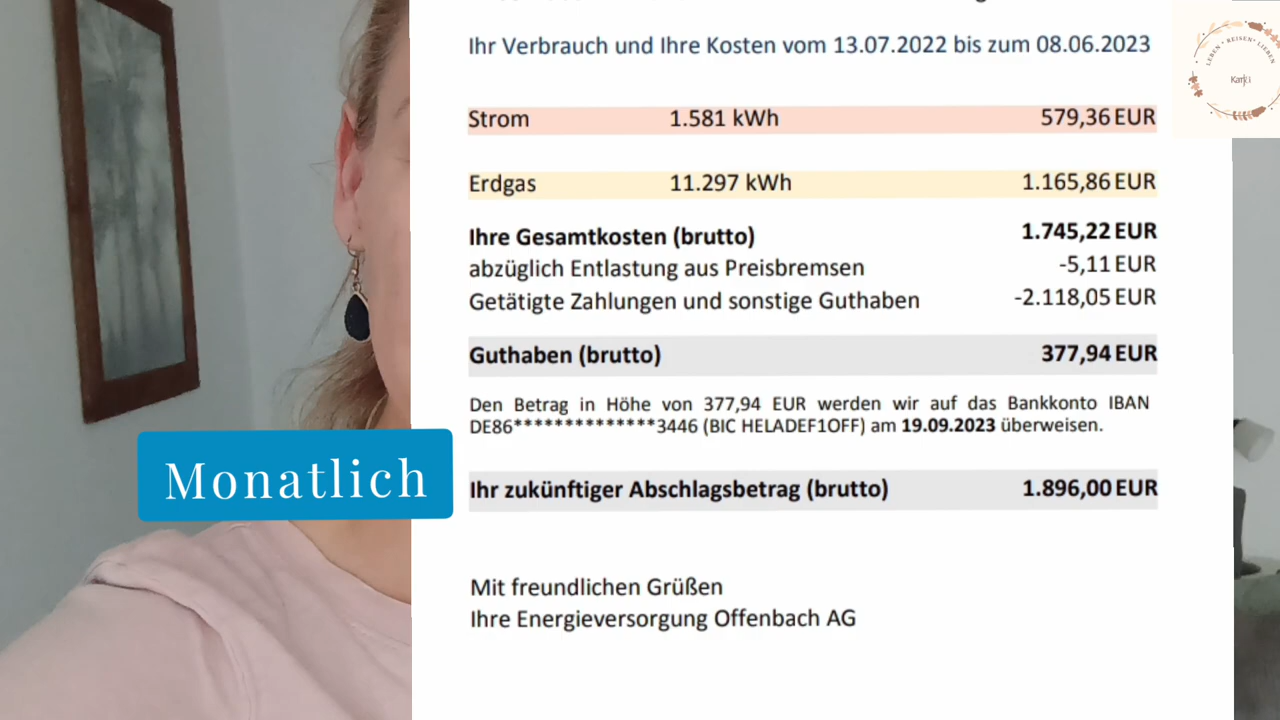 Ihr Verbrauch und Ihre Kosten vom 13.07.2022 bis zum 08.06.2023
Strom 1.581 kWh 579,36 EUR
Erdgas 11.297 kWh 1.165,86 EUR
Ihre Gesamtkosten (brutto) 1.745,22 EUR
abzüglich Entlastung aus Preisbremsen -5,11 EUR
Getätigte Zahlungen und sonstige Guthaben -2.118,05 EUR
Guthaben (brutto) 377,94 EUR
Den Betrag in Höhe von 377,94 EUR werden wir auf das Bankkonto IBAN
DE86**************3446 (BIC HELADEF1OFF) am 19.09.2023 überweisen.
Monatlich
Ihr zukünftiger Abschlagsbetrag (brutto) 1.896,00 EUR
Mit freundlichen Grüßen
Ihre Energieversorgung Offenbach AG
LEBEN * REISEN * LIEBEN